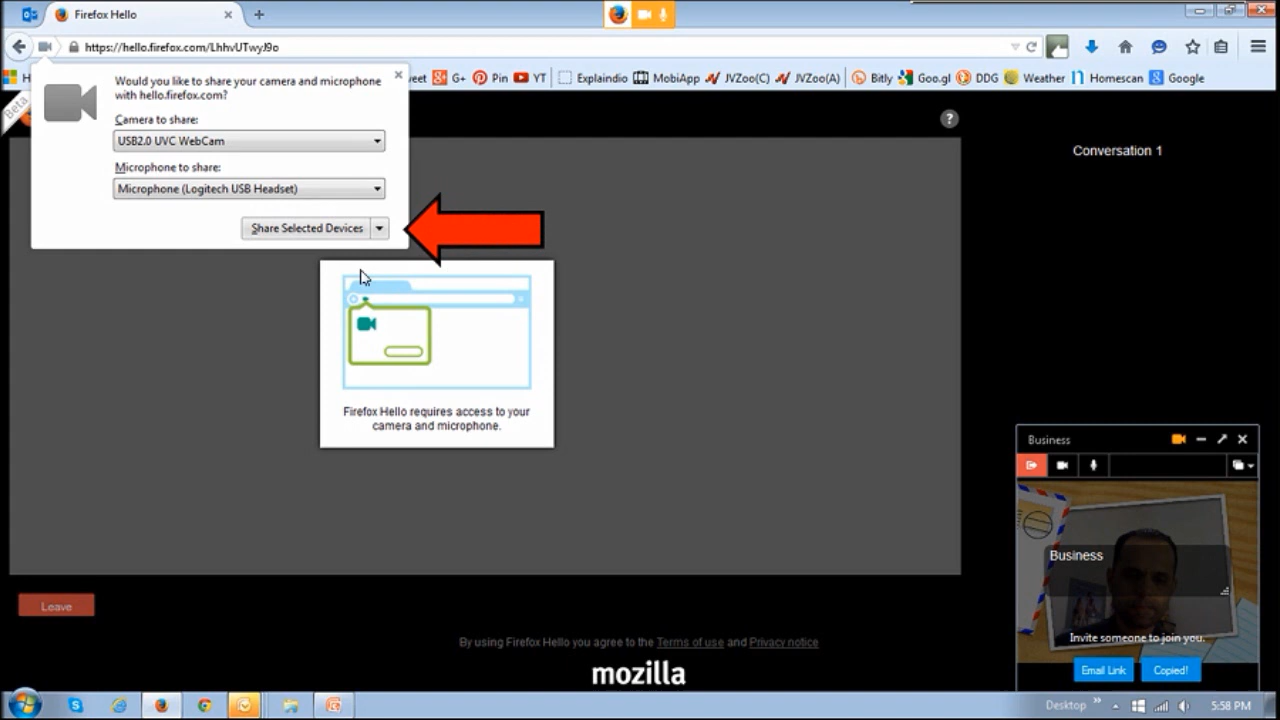 Firefox Hello
https://hello.firefox.com/LhhvUTwyJ9o
H
weet
G+
Pin
YT
Explaindio
MobiApp
JVZoo(C)
JVZoo(A)
Bitly
Goo.gl
DDG
Weather
Homescan
Google
Beta
Would you like to share your camera and microphone
with hello.firefox.com?
Camera to share:
USB2.0 UVC WebCam
Microphone to share:
Microphone (Logitech USB Headset)
Share Selected Devices
?
Conversation 1
Firefox Hello requires access to your
camera and microphone.
Business
Business
Invite someone to join you.
Email Link
Copied!
Leave
By using Firefox Hello you agree to the Terms of use and Privacy notice
mozilla
Desktop
5:58 PM